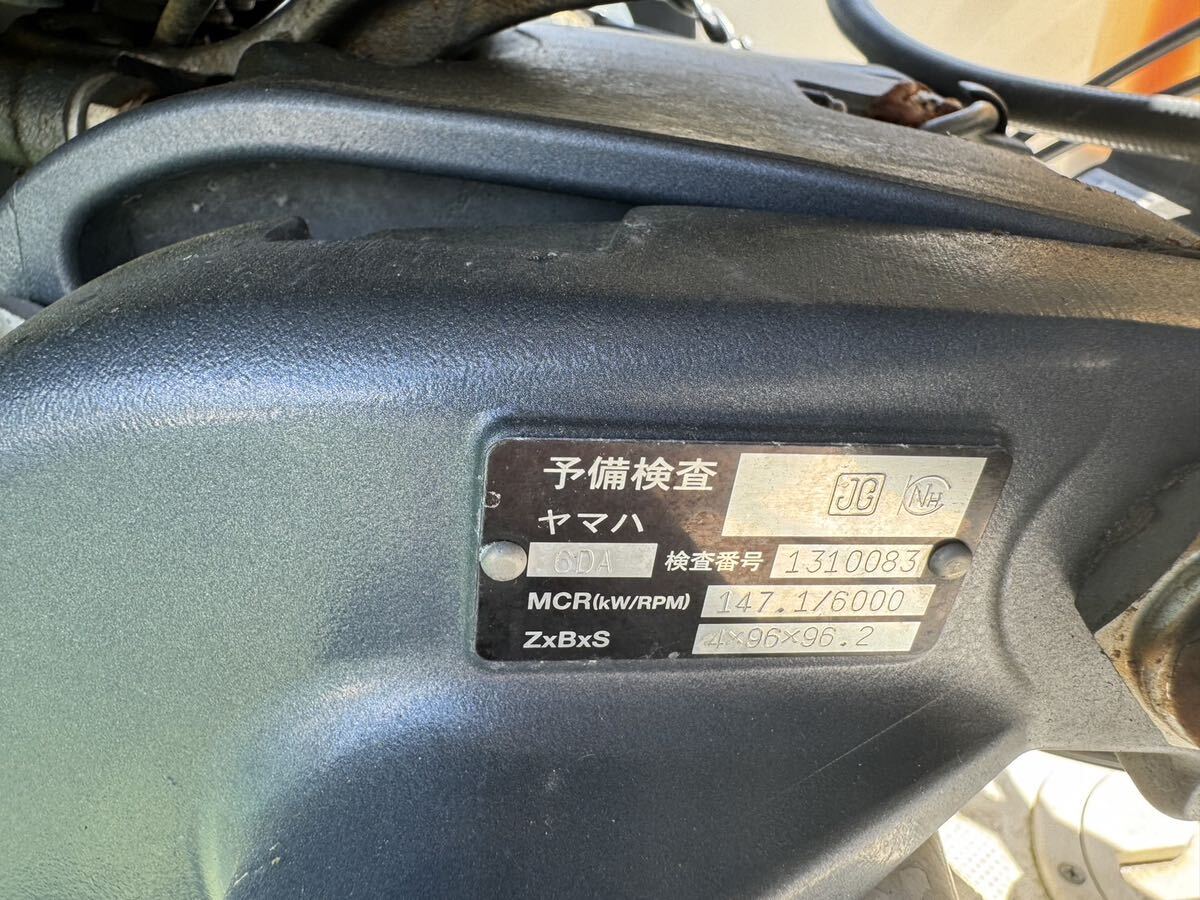 予備検査 JG NH
ヤマハ
6DA 検査番号 1310083
MCR(kW/RPM) 147.1/6000
ZxBxS 4×96×96.2